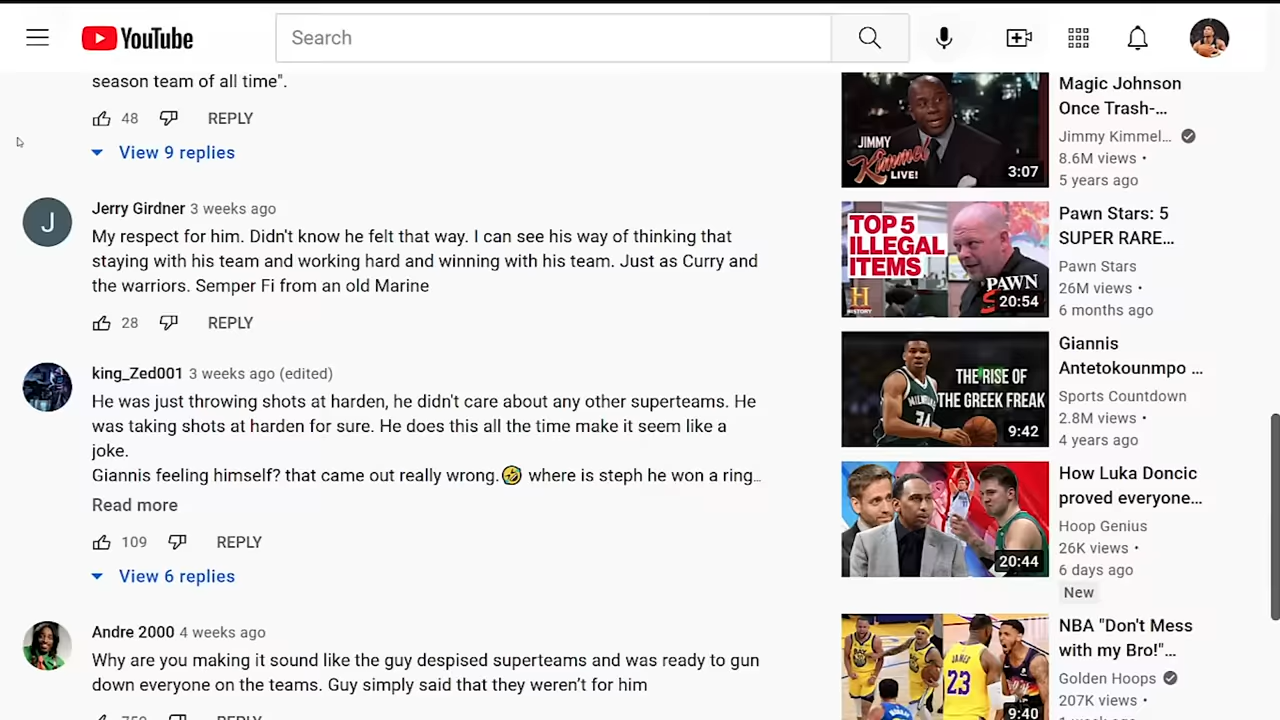 YouTube
Search
season team of all time".
48
REPLY
View 9 replies
J
Jerry Girdner 3 weeks ago
My respect for him. Didn't know he felt that way. I can see his way of thinking that
staying with his team and working hard and winning with his team. Just as Curry and
the warriors. Semper Fi from an old Marine
28
REPLY
king_Zed001 3 weeks ago (edited)
He was just throwing shots at harden, he didn't care about any other superteams. He
was taking shots at harden for sure. He does this all the time make it seem like a
joke.
Giannis feeling himself? that came out really wrong.🤣 where is steph he won a ring…
Read more
109
REPLY
View 6 replies
Andre 2000 4 weeks ago
Why are you making it sound like the guy despised superteams and was ready to gun
down everyone on the teams. Guy simply said that they weren’t for him
REPLY
JIMMY
Kimmel
LIVE!
3:07
Magic Johnson
Once Trash-...
Jimmy Kimmel...
8.6M views •
5 years ago
TOP 5
ILLEGAL
ITEMS
H
HISTORY
PAWN
20:54
Pawn Stars: 5
SUPER RARE...
Pawn Stars
26M views •
6 months ago
THE RISE OF
THE GREEK FREAK
34
9:42
Giannis
Antetokounmpo ...
Sports Countdown
2.8M views •
4 years ago
20:44
How Luka Doncic
proved everyone...
Hoop Genius
26K views •
6 days ago
New
JAMES
23
9:40
NBA "Don't Mess
with my Bro!"...
Golden Hoops
207K views •